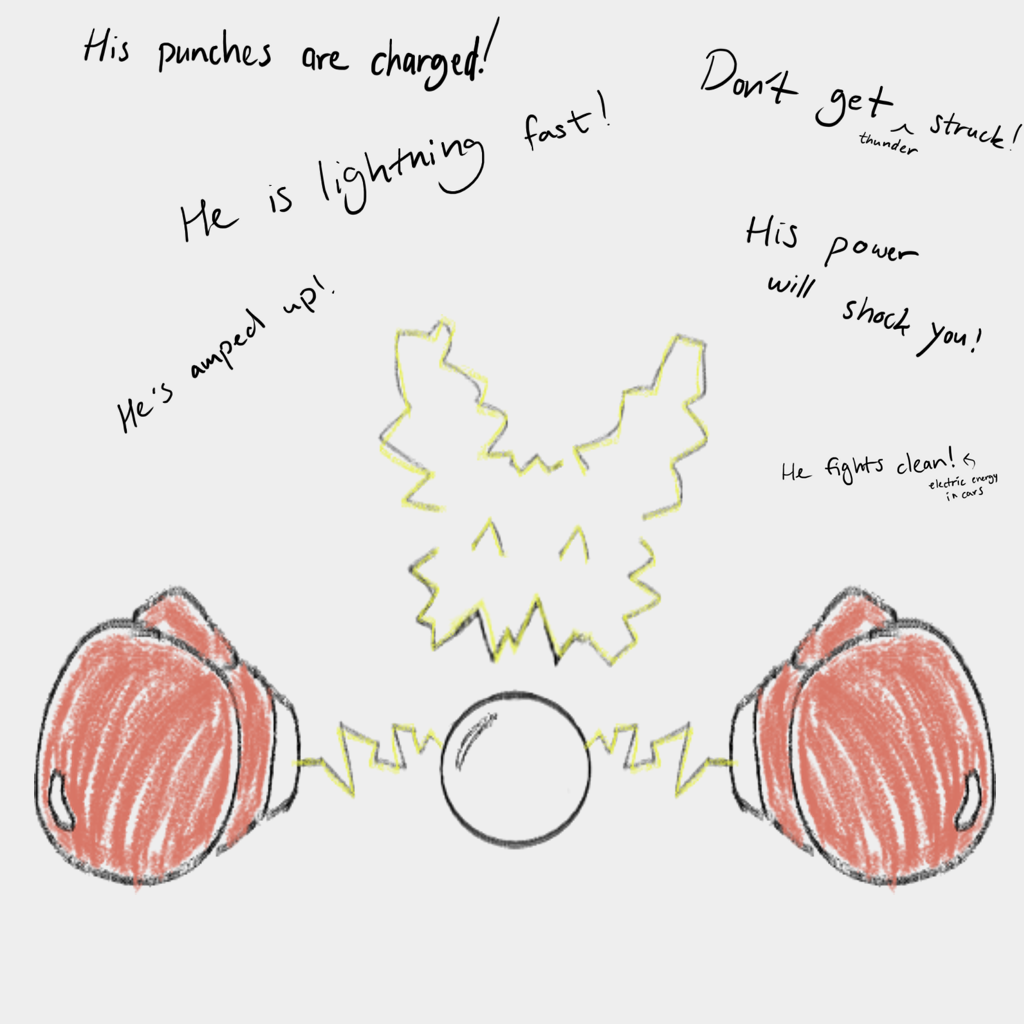 His punches are charged!
Don't get thunder struck!
He is lightning fast!
His power
will
shock you!
He's amped up!
He fights clean!
electric energy
in cars